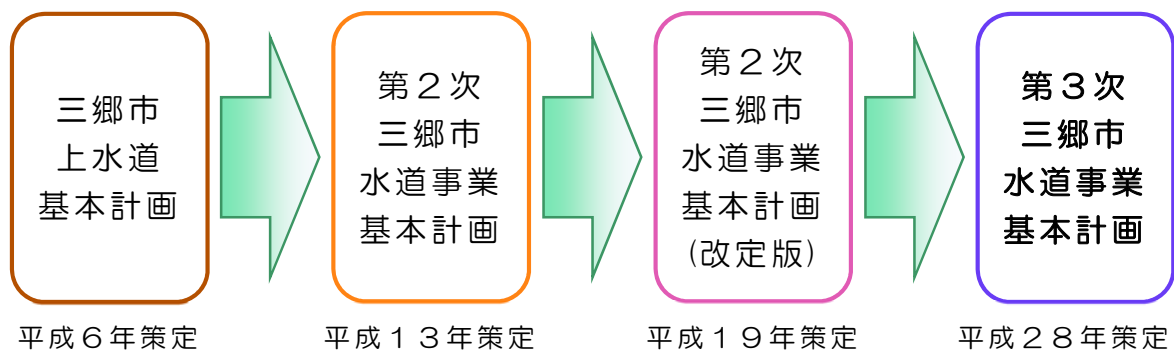 三郷市
上水道
基本計画
平成６年策定
第２次
三郷市
水道事業
基本計画
平成１３年策定
第２次
三郷市
水道事業
基本計画
(改定版)
平成１９年策定
第３次
三郷市
水道事業
基本計画
平成２８年策定